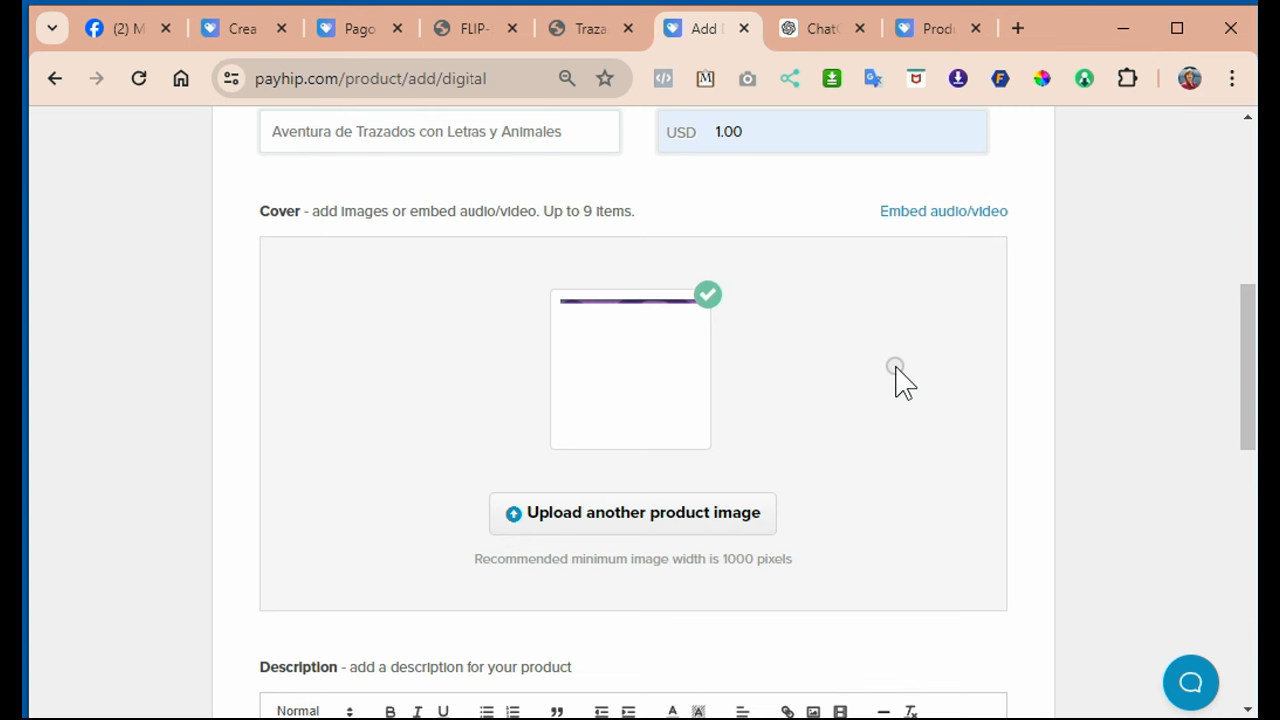 (2) M
Crea
Pago
FLIP-
Traza
Add D
Chat
Produ
payhip.com/product/add/digital
Aventura de Trazados con Letras y Animales
USD 1.00
Cover - add images or embed audio/video. Up to 9 items.
Embed audio/video
Upload another product image
Recommended minimum image width is 1000 pixels
Description - add a description for your product
Normal B I U A A